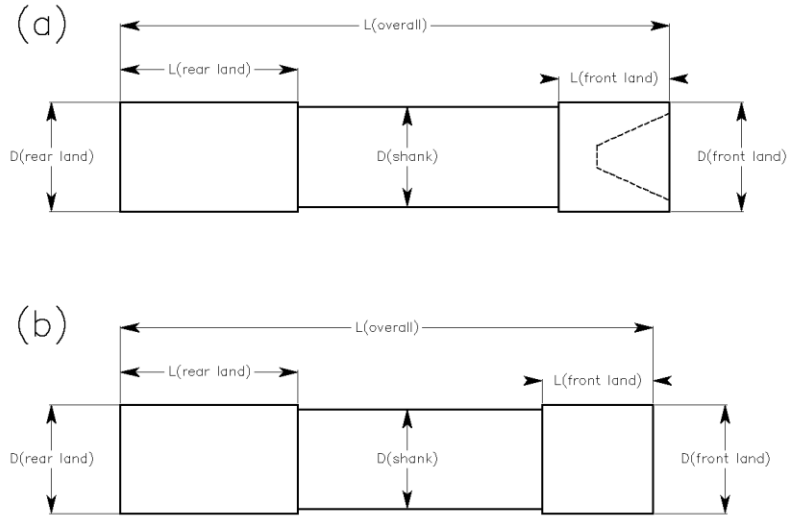 (a)
L(overall)
L(rear land)
L(front land)
D(rear land)
D(shank)
D(front land)
(b)
L(overall)
L(rear land)
L(front land)
D(rear land)
D(shank)
D(front land)